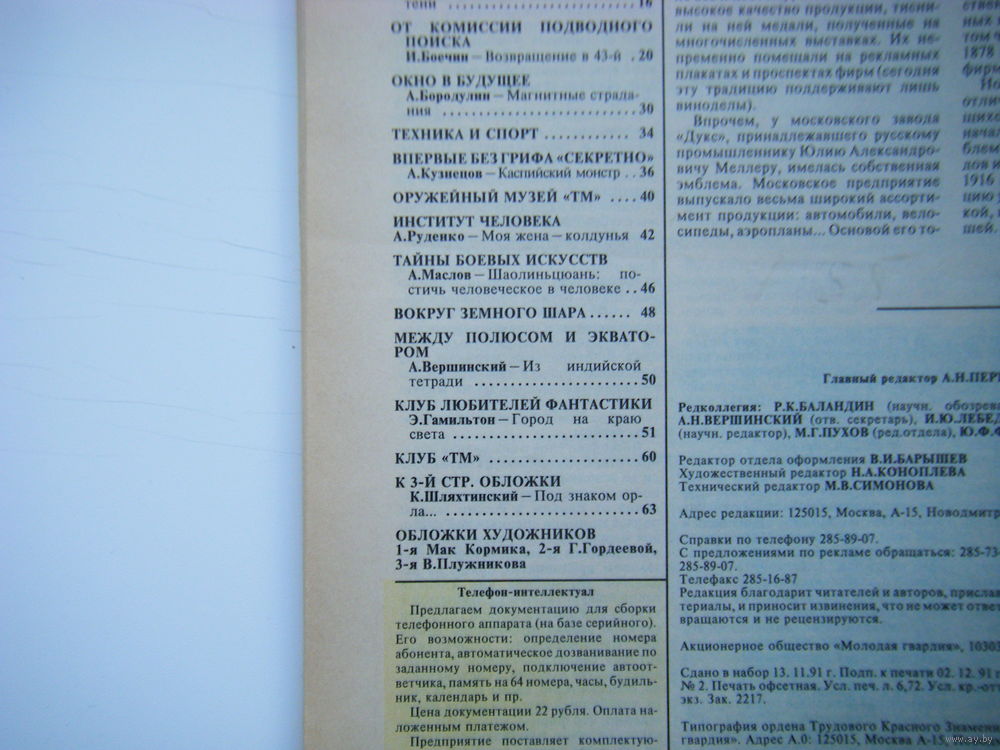 тени 16
ОТ КОМИССИИ ПОДВОДНОГО
ПОИСКА
И.Боечин — Возвращение в 43-й . 20
ОКНО В БУДУЩЕЕ
А.Бородулин — Магнитные страда-
ния ........................... 30
ТЕХНИКА И СПОРТ ............ 34
ВПЕРВЫЕ БЕЗ ГРИФА «СЕКРЕТНО»
А.Кузнецов — Каспийский монстр . . 36
ОРУЖЕЙНЫЙ МУЗЕЙ «ТМ» .... 40
ИНСТИТУТ ЧЕЛОВЕКА
А.Руденко — Моя жена — колдунья 42
ТАЙНЫ БОЕВЫХ ИСКУССТВ
А.Маслов — Шаолиньцюань: по-
стичь человеческое в человеке . . 46
ВОКРУГ ЗЕМНОГО ШАРА ...... 48
МЕЖДУ ПОЛЮСОМ И ЭКВАТО-
РОМ
А.Вершинский — Из индийской
тетради ..................... 50
КЛУБ ЛЮБИТЕЛЕЙ ФАНТАСТИКИ
Э.Гамильтон — Город на краю
света ....................... 51
КЛУБ «ТМ» ................... 60
К 3-Й СТР. ОБЛОЖКИ
К.Шляхтинский — Под знаком ор-
ла... ........................ 63
ОБЛОЖКИ ХУДОЖНИКОВ
1-я Мак Кормика, 2-я Г.Гордеевой,
3-я В.Плужникова
Телефон-интеллектуал
Предлагаем документацию для сборки
телефонного аппарата (на базе серийного).
Его возможности: определение номера
абонента, автоматическое дозванивание по
заданному номеру, подключение автоот-
ветчика, память на 64 номера, часы, будиль-
ник, календарь и пр.
Цена документации 22 рубля. Оплата на-
ложенным платежом.
Предприятие поставляет комплектую-
высокое качество продукции, тисни-
ли на ней медали, полученные на
многочисленных выставках. Их не-
пременно помещали на рекламных
плакатах и проспектах фирм (сегодня
эту традицию поддерживают лишь
виноделы).
Впрочем, у московского завода
«Дукс», принадлежавшего русскому
промышленнику Юлию Александро-
вичу Меллеру, имелась собственная
эмблема. Московское предприятие
выпускало весьма широкий ассорти-
мент продукции: автомобили, вело-
сипеды, аэропланы... Основой его то-
1878
фирм
отли
шихс
нача
блем
1916
цию
кой,
шей.
Главный редактор А.Н.ПЕР
Редколлегия: Р.К.БАЛАНДИН (научн. обозрева
А.Н.ВЕРШИНСКИЙ (отв. секретарь), И.Ю.ЛЕБЕД
(научн. редактор), М.Г.ПУХОВ (ред.отдела), Ю.Ф.Ф
Редактор отдела оформления В.И.БАРЫШЕВ
Художественный редактор Н.А.КОНОПЛЕВА
Технический редактор М.В.СИМОНОВА
Адрес редакции: 125015, Москва, А-15, Новодмитр
Справки по телефону 285-89-07.
С предложениями по рекламе обращаться: 285-73-
285-89-07.
Телефакс 285-16-87
Редакция благодарит читателей и авторов, прислав
териалы, и приносит извинения, что не может ответ
вращаются и не рецензируются.
Акционерное общество «Молодая гвардия», 10303
Сдано в набор 13.11.91 г. Подп. к печати 02.12.91 г
№ 2. Печать офсетная. Усл. печ. л. 6,72. Усл. кр.-от
экз. Зак. 2217.
Типография ордена Трудового Красного Знамени
гвардия». Адрес А.О: 125015, Москва А-15
www.ay.by